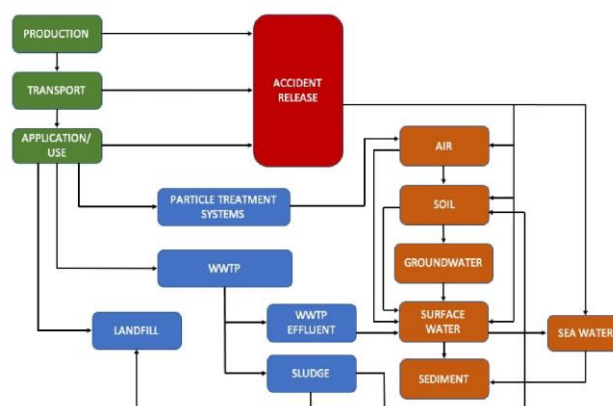 PRODUCTION
TRANSPORT
APPLICATION/
USE
ACCIDENT
RELEASE
AIR
SOIL
GROUNDWATER
SURFACE
WATER
SEDIMENT
SEA WATER
PARTICLE TREATMENT
SYSTEMS
WWTP
LANDFILL
WWTP
EFFLUENT
SLUDGE